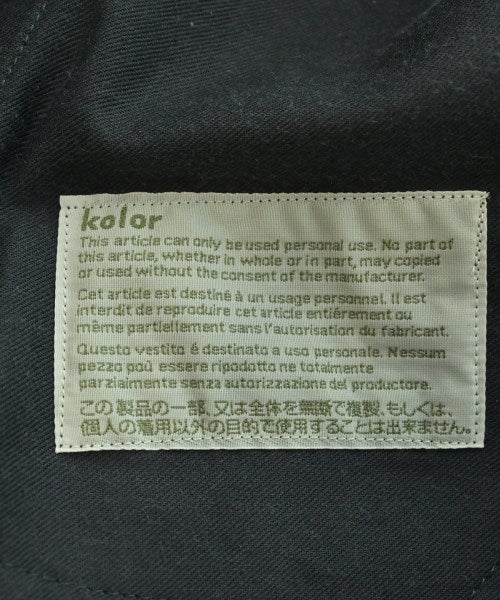 kolor
This article can only be used personal use. No part of
this article, whether in whole or in part, may copied
or used without the consent of the manufacturer.
Cet article est destiné à un usage personnel. Il est
interdit de reproduire cet article entiérement ou
même partiellement sans l'autorisation du fabricant.
Questo vestito é destinato a uso personale. Nessun
pezzo paū essere ripodotto ne totalmente
parzialmente senza autorizzazione del produttore.
この製品の一部、又は全体を無断で複製、もしくは、
個人の着用以外の目的で使用することは出来ません。